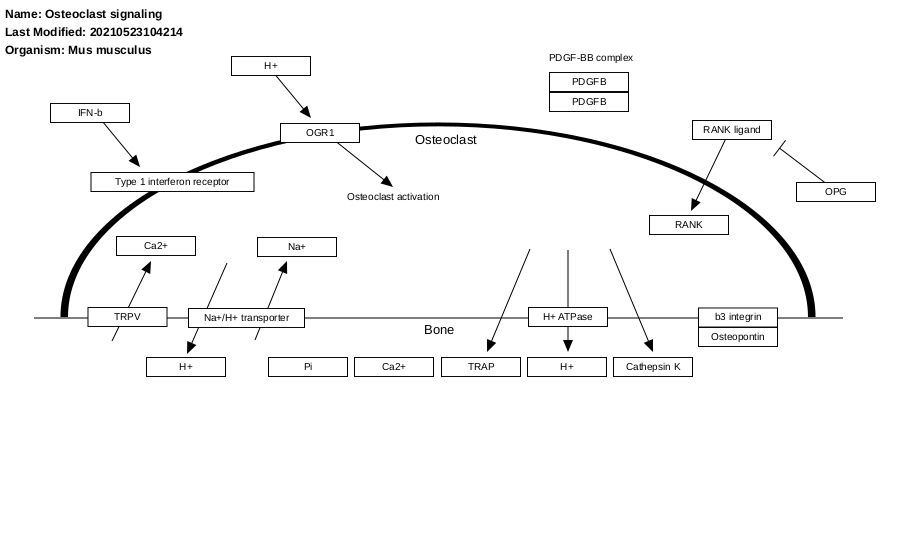 Name: Osteoclast signaling
Last Modified: 20210523104214
Organism: Mus musculus
H+
PDGF-BB complex
PDGFB
PDGFB
IFN-b
OGR1
Osteoclast
RANK ligand
Type 1 interferon receptor
Osteoclast activation
OPG
RANK
Ca2+
Na+
TRPV
Na+/H+ transporter
H+ ATPase
b3 integrin
Bone
Osteopontin
H+
Pi
Ca2+
TRAP
H+
Cathepsin K